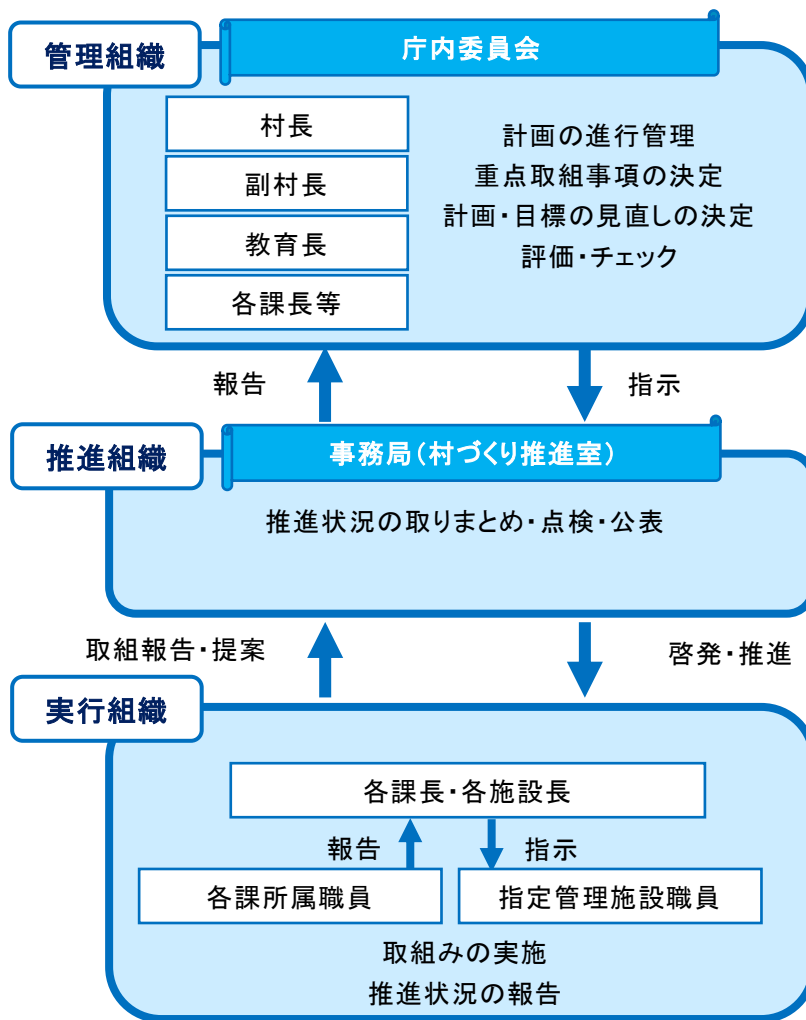 管理組織
庁内委員会
村長
副村長
教育長
各課長等
計画の進行管理
重点取組事項の決定
計画・目標の見直しの決定
評価・チェック
報告
指示
推進組織
事務局（村づくり推進室）
推進状況の取りまとめ・点検・公表
取組報告・提案
啓発・推進
実行組織
各課長・各施設長
報告
指示
各課所属職員
指定管理施設職員
取組みの実施
推進状況の報告